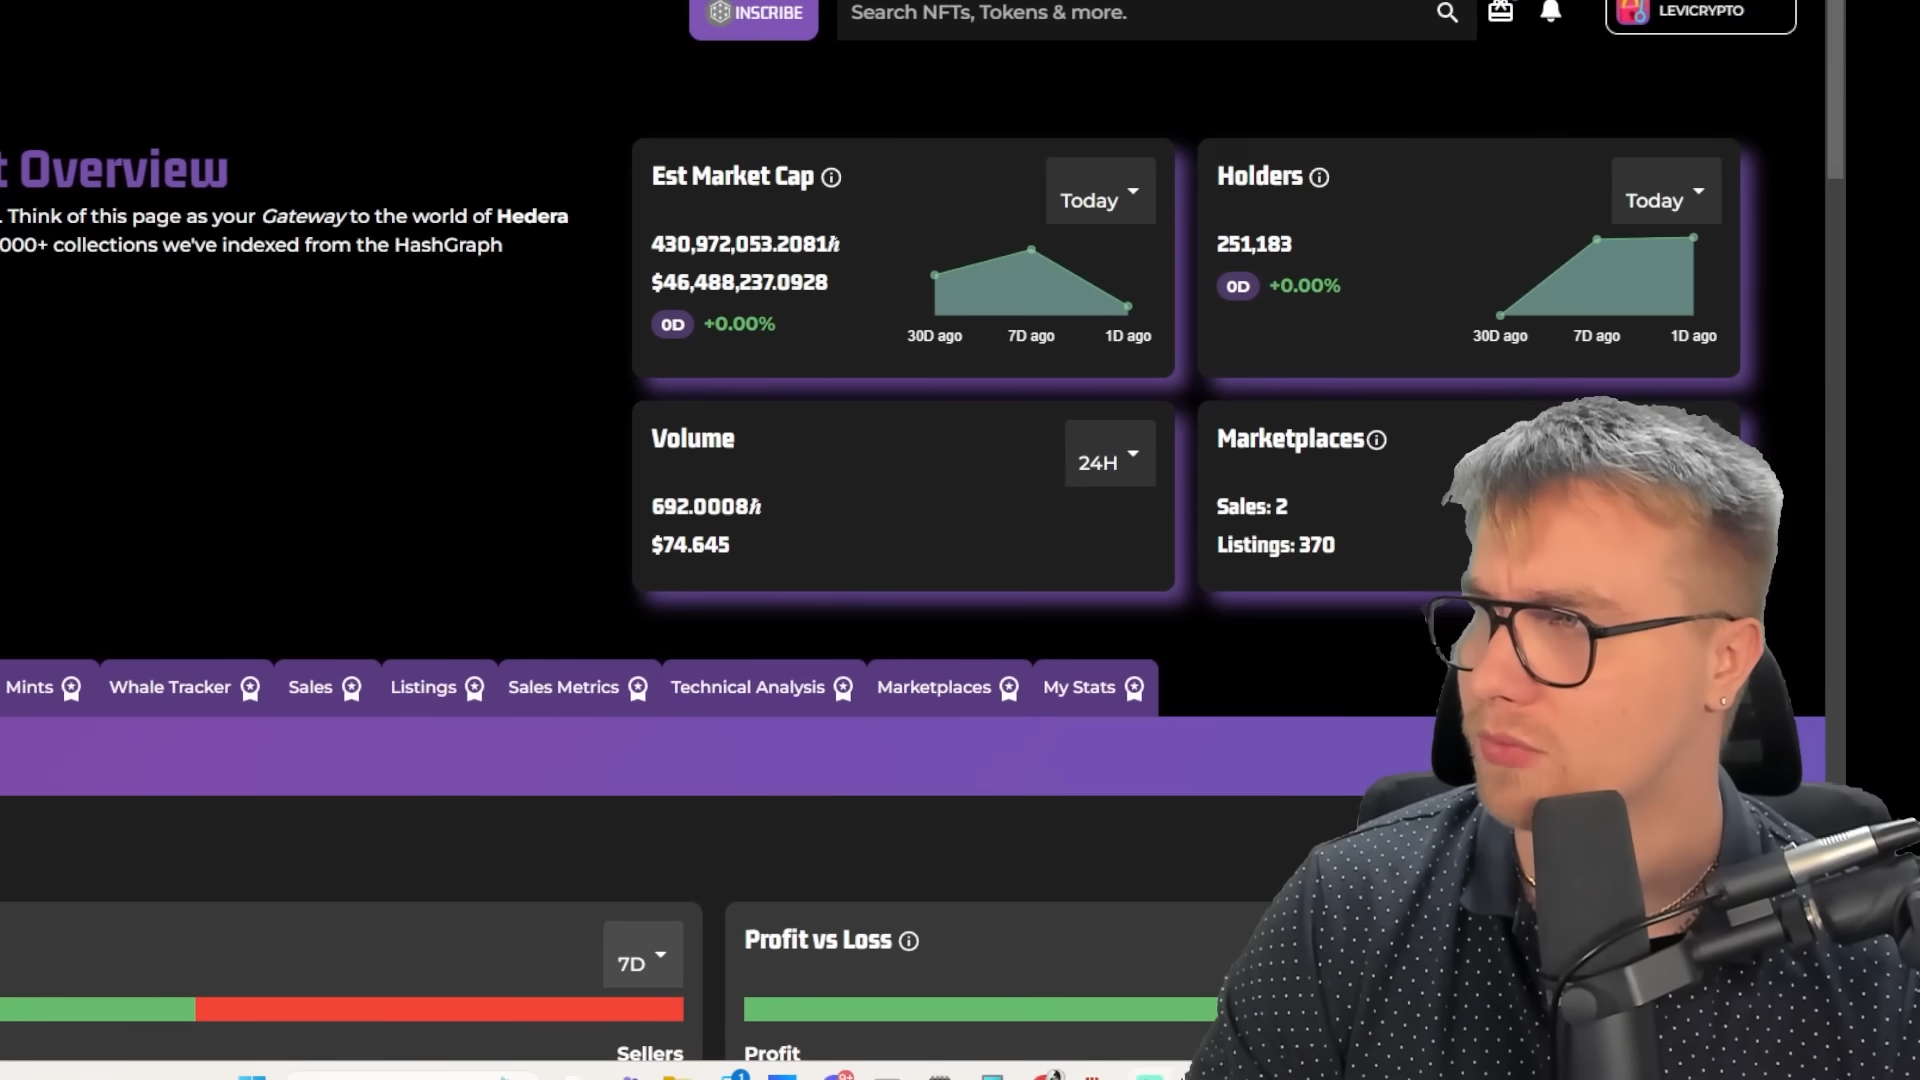 INSCRIBE
Search NFTs, Tokens & more.
LEVICRYPTO
t Overview
. Think of this page as your Gateway to the world of Hedera
000+ collections we've indexed from the HashGraph
Est Market Cap
Today
430,972,053.2081ℏ
$46,488,237.0928
0D +0.00%
30D ago 7D ago 1D ago
Holders
Today
251,183
0D +0.00%
30D ago 7D ago 1D ago
Volume
24H
692.0008ℏ
$74.645
Marketplaces
Sales: 2
Listings: 370
Mints Whale Tracker Sales Listings Sales Metrics Technical Analysis Marketplaces My Stats
7D
Sellers
Profit vs Loss
Profit